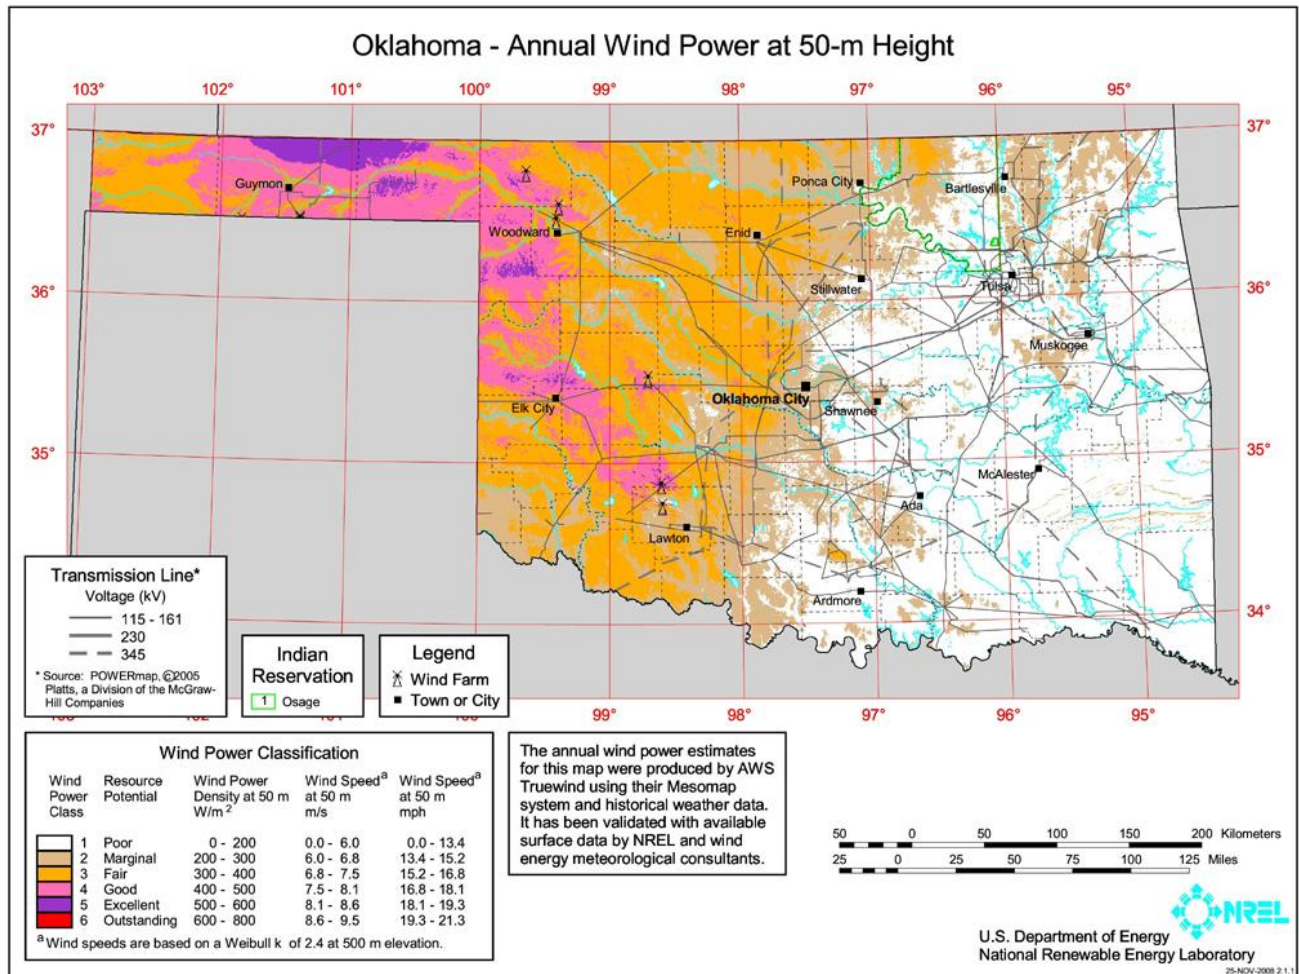 Oklahoma - Annual Wind Power at 50-m Height
103° 102° 101° 100° 99° 98° 97° 96° 95°
37° 37°
Guymon
Ponca City
Bartlesville
Woodward
Enid
Stillwater
Tulsa
36° 36°
Muskogee
Oklahoma City
Elk City
Shawnee
35° 35°
McAlester
Ada
Lawton
Ardmore
34° 34°
99° 98° 97° 96° 95°
Transmission Line*
Voltage (kV)
115 - 161
230
345
* Source: POWERmap, ©2005
Platts, a Division of the McGraw-
Hill Companies
Indian
Reservation
1 Osage
Legend
Wind Farm
Town or City
Wind Power Classification
Wind Resource Wind Power Wind Speedᵃ Wind Speedᵃ
Power Potential Density at 50 m at 50 m at 50 m
Class W/m² m/s mph
1 Poor 0 - 200 0.0 - 6.0 0.0 - 13.4
2 Marginal 200 - 300 6.0 - 6.8 13.4 - 15.2
3 Fair 300 - 400 6.8 - 7.5 15.2 - 16.8
4 Good 400 - 500 7.5 - 8.1 16.8 - 18.1
5 Excellent 500 - 600 8.1 - 8.6 18.1 - 19.3
6 Outstanding 600 - 800 8.6 - 9.5 19.3 - 21.3
ᵃ Wind speeds are based on a Weibull k of 2.4 at 500 m elevation.
The annual wind power estimates
for this map were produced by AWS
Truewind using their Mesomap
system and historical weather data.
It has been validated with available
surface data by NREL and wind
energy meteorological consultants.
50 0 50 100 150 200 Kilometers
25 0 25 50 75 100 125 Miles
NREL
U.S. Department of Energy
National Renewable Energy Laboratory
25-NOV-2008 2.1.1